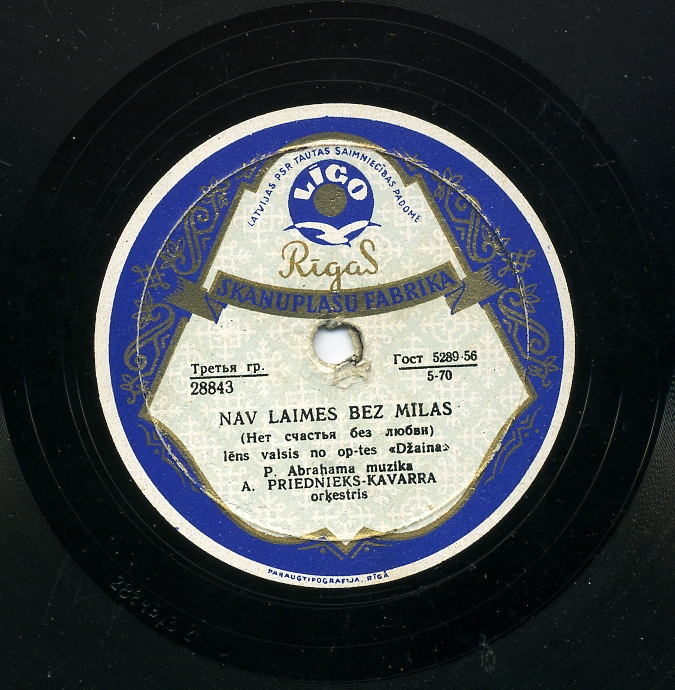 LATVIJAS PSR TAUTAS SAIMNIECĪBAS PADOME
LĪGO
Rīgas
SKAŅUPLAŠU FABRIKA
Третья гр.
28843
Гост 5289-56
5-70
NAV LAIMES BEZ MĪLAS
(Нет счастья без любви)
lēns valsis no op-tes «Džaina»
P. Abrahama muzika
A. PRIEDNIEKS-KAVARRA
orķestris
PARAUGTIPOGRAFIJA, RĪGĀ